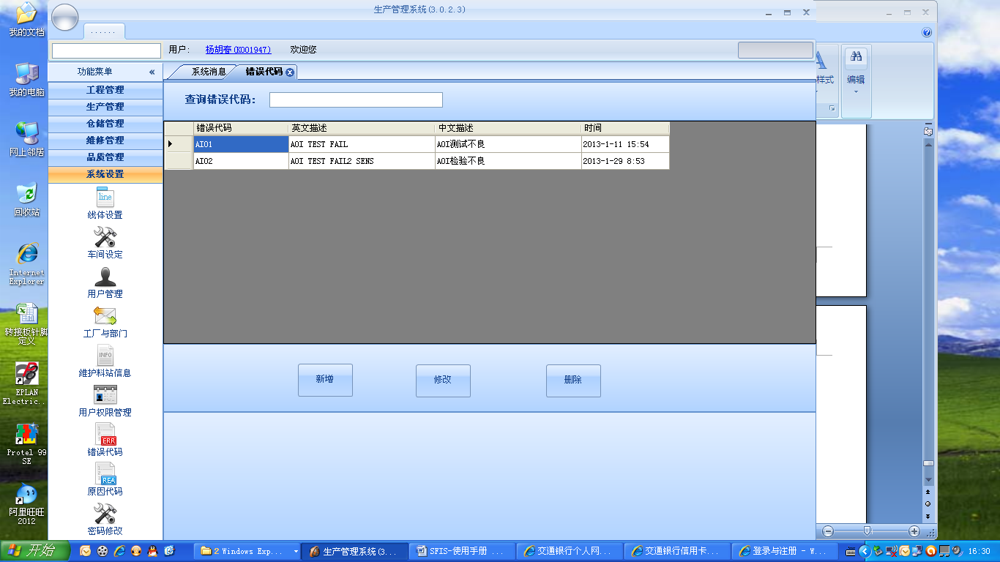 生产管理系统(3.0.2.3)
......
用户: 杨胡春(K001947) 欢迎您
功能菜单 «
系统消息 错误代码
工程管理
生产管理
仓储管理
维修管理
品质管理
系统设置
line
线体设置
车间设定
用户管理
工厂与部门
INFO
维护料站信息
用户权限管理
ERR
错误代码
REA
原因代码
密码修改
查询错误代码:
错误代码 英文描述 中文描述 时间
AI01 AOI TEST FAIL AOI测试不良 2013-1-11 15:54
AI02 AOI TEST FAIL2 SENS AOI检验不良 2013-1-29 8:53
新增 修改 删除
样式
编辑
我的文档
我的电脑
网上邻居
回收站
Internet
Explorer
转接板针脚
定义
EPLAN
Electric...
Protel 99
SE
阿里旺旺
2012
开始
2 Windows Exp...
生产管理系统(3....
SFIS-使用手册 ...
交通银行个人网...
交通银行信用卡...
登录与注册 - W...
16:30